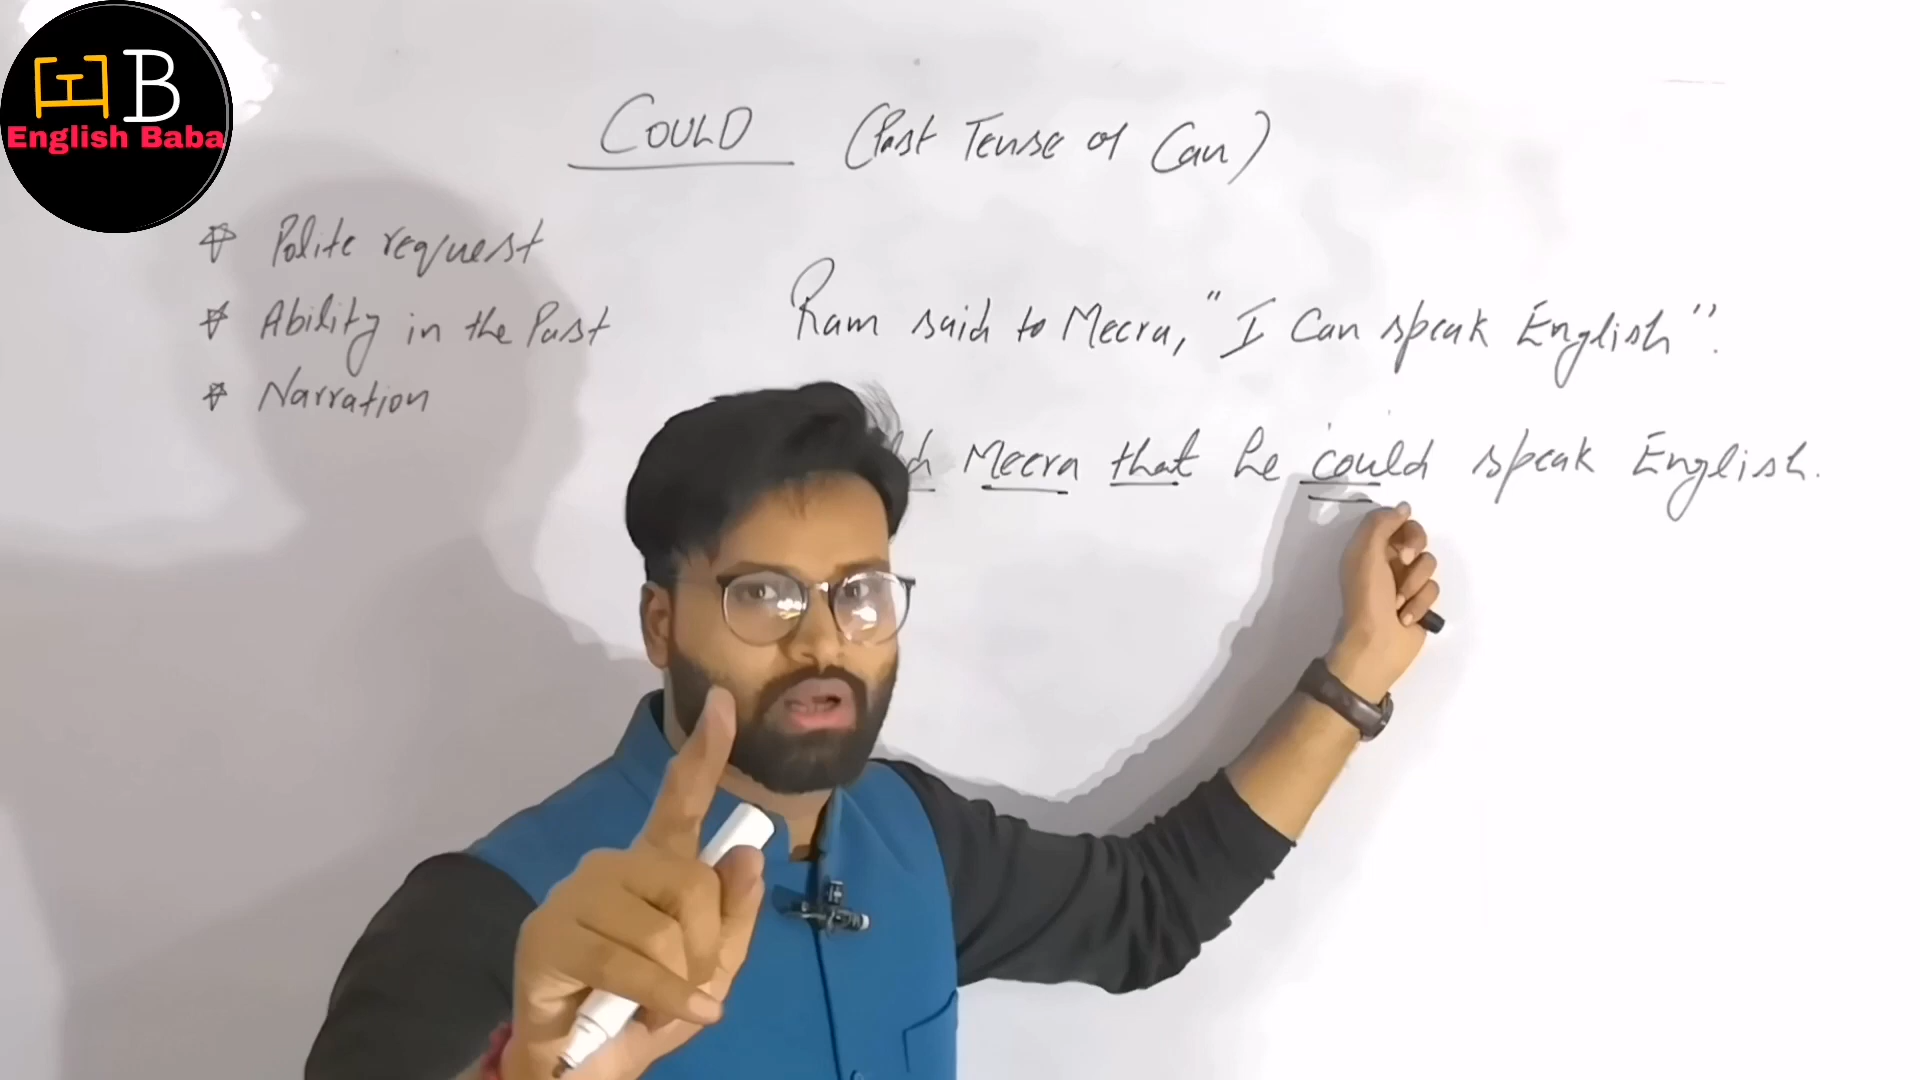 B
English Baba
COULD (Past Tense of Can)
Polite request
Ability in the Past
Narration
Ram said to Meera, "I Can speak English".
Meera that he could speak English.